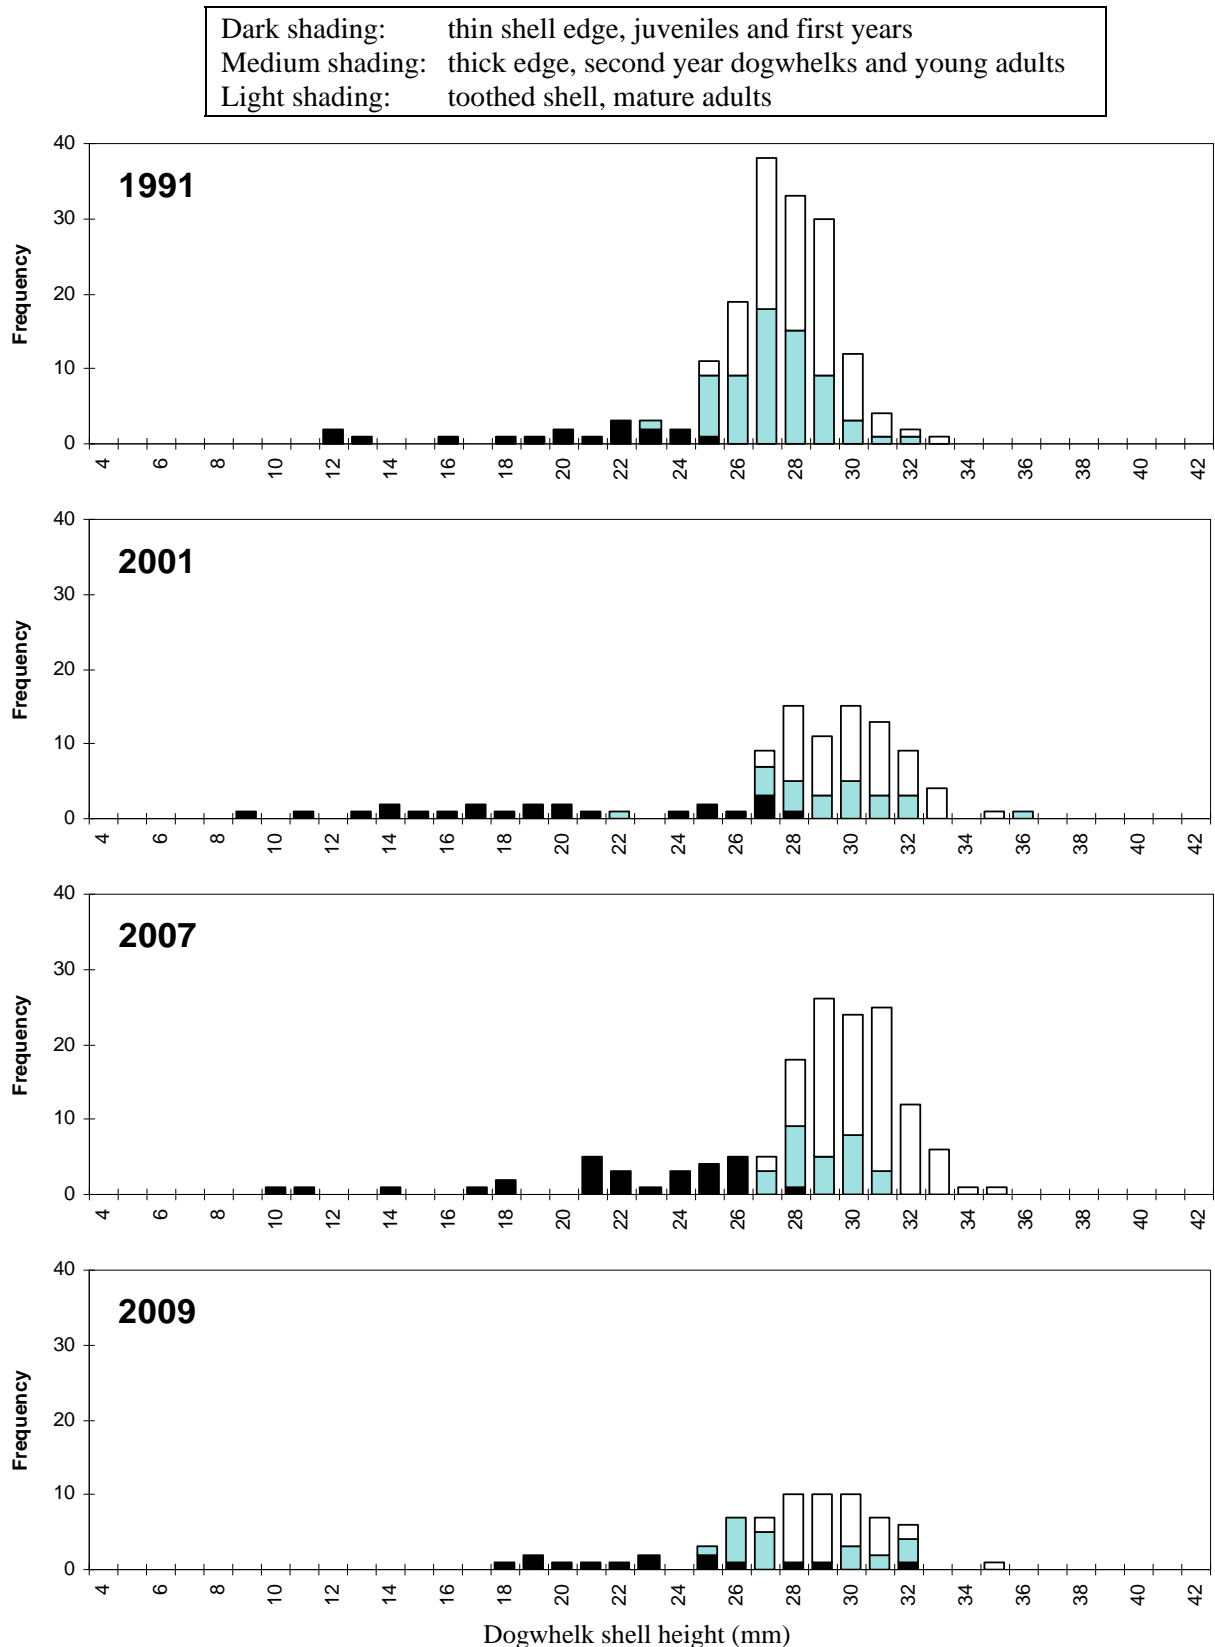 Dark shading: thin shell edge, juveniles and first years
Medium shading: thick edge, second year dogwhelks and young adults
Light shading: toothed shell, mature adults
1991
Frequency
40
30
20
10
0
4 6 8 10 12 14 16 18 20 22 24 26 28 30 32 34 36 38 40 42
2001
Frequency
40
30
20
10
0
4 6 8 10 12 14 16 18 20 22 24 26 28 30 32 34 36 38 40 42
2007
Frequency
40
30
20
10
0
4 6 8 10 12 14 16 18 20 22 24 26 28 30 32 34 36 38 40 42
2009
Frequency
40
30
20
10
0
4 6 8 10 12 14 16 18 20 22 24 26 28 30 32 34 36 38 40 42
Dogwhelk shell height (mm)